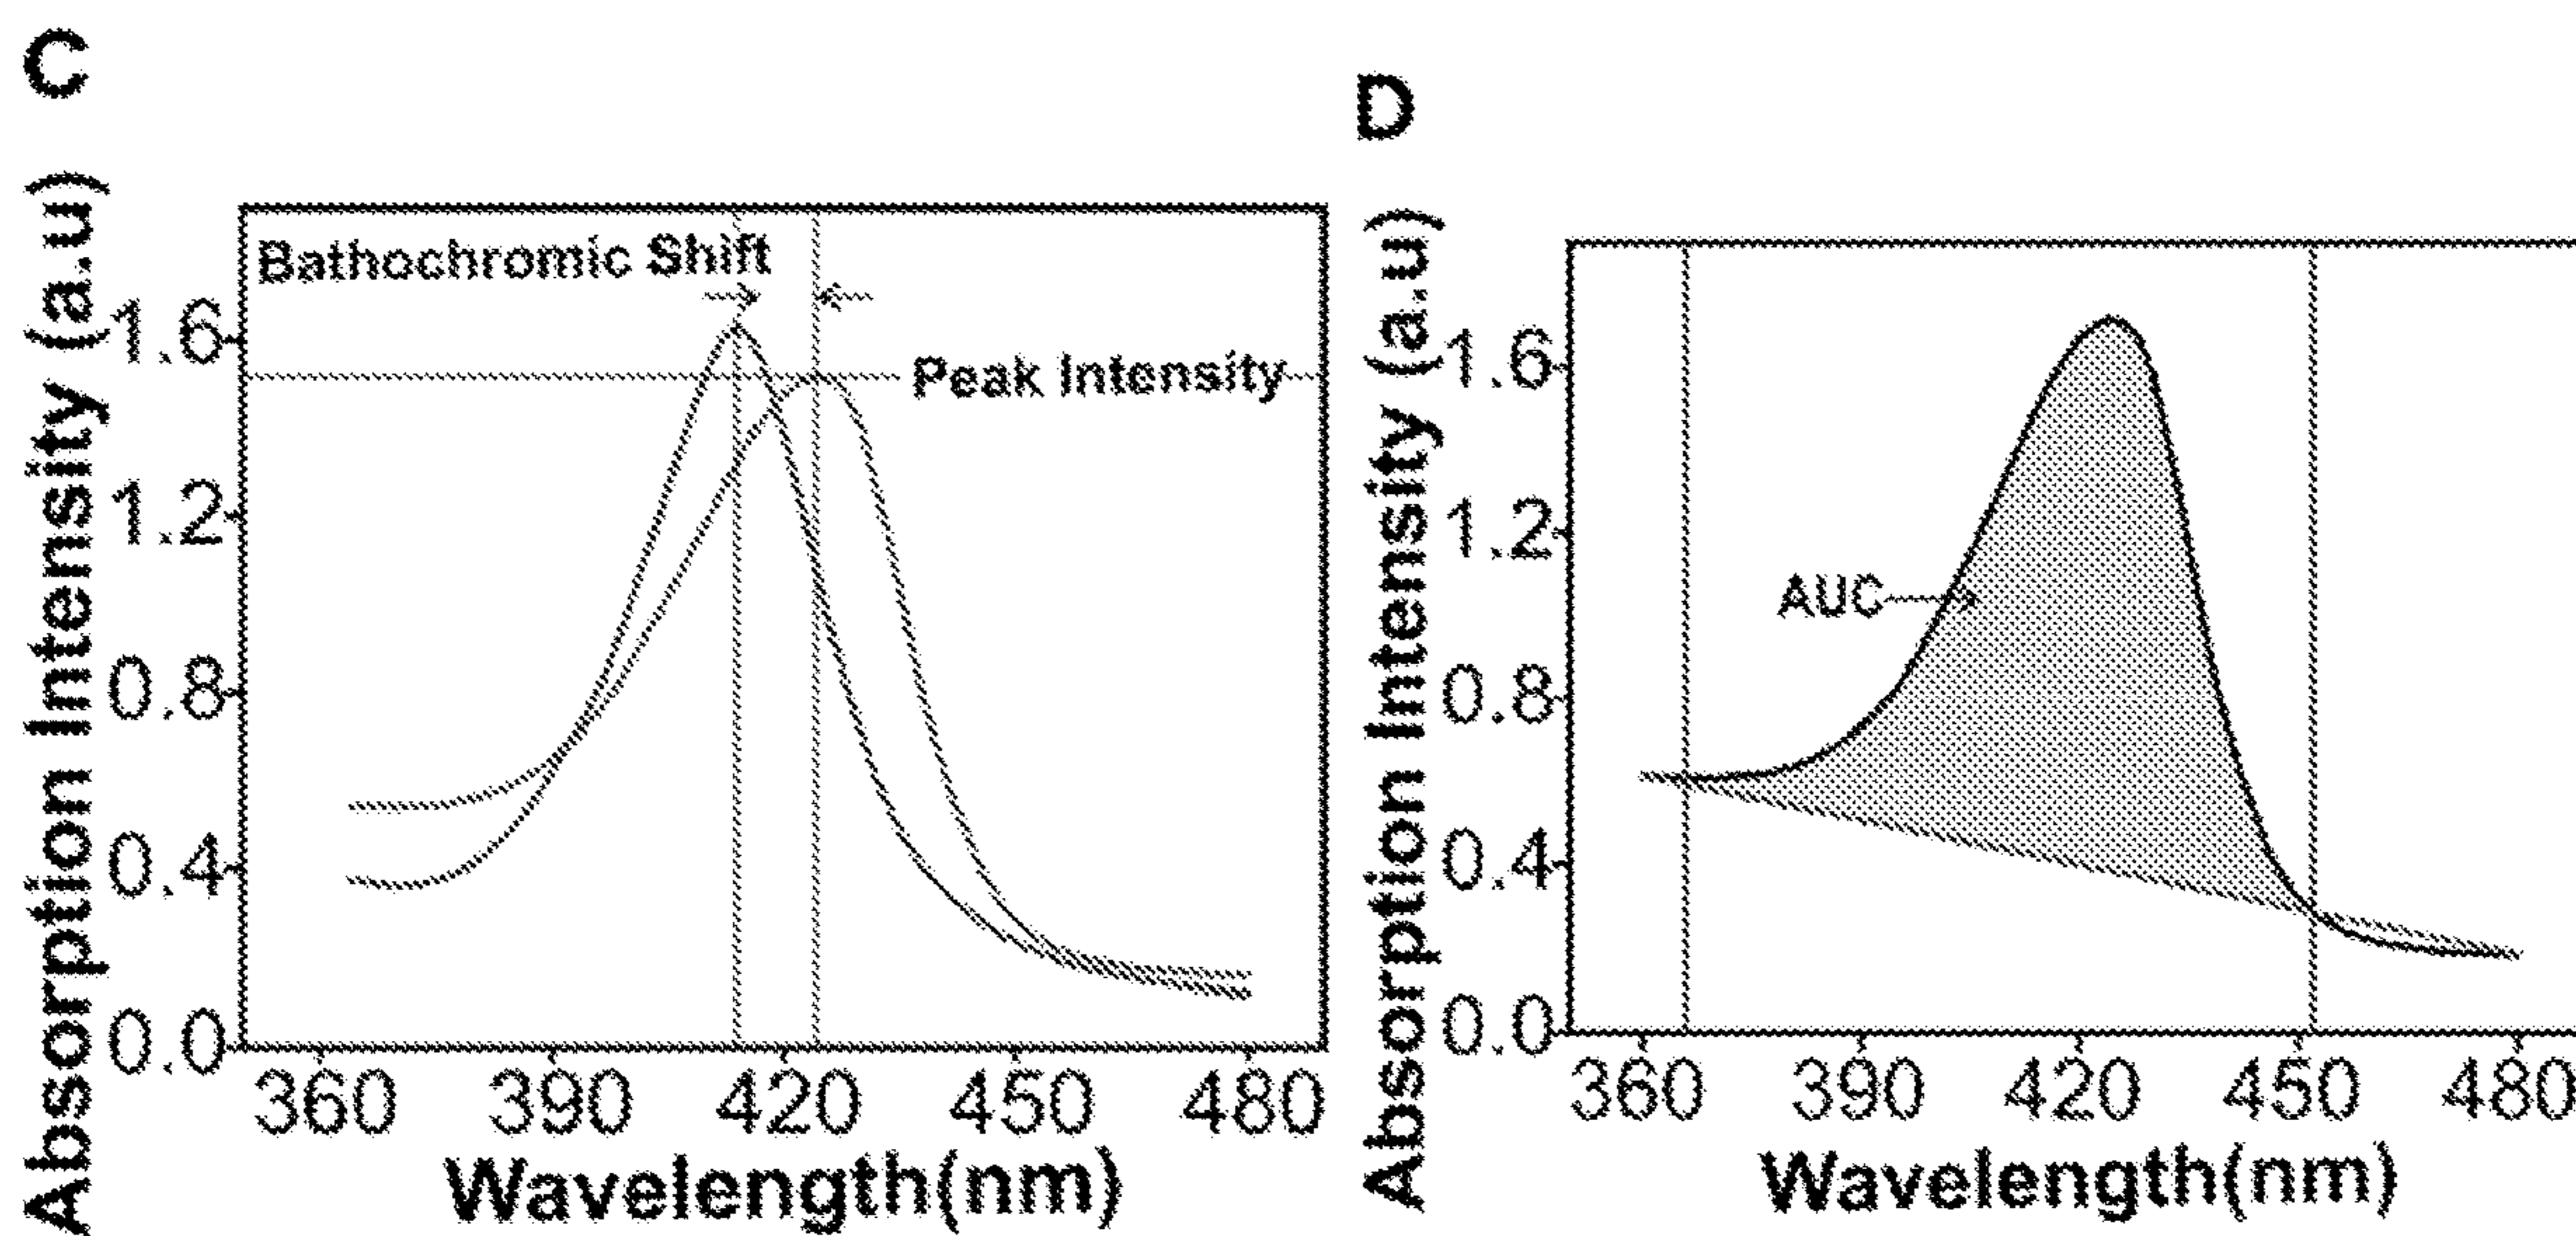 C
Absorption Intensity (a.u)
Bathochromic Shift
Peak Intensity
1.6
1.2
0.8
0.4
0.0
360 390 420 450 480
Wavelength(nm)
D
Absorption Intensity (a.u)
AUC
1.6
1.2
0.8
0.4
0.0
360 390 420 450 480
Wavelength(nm)